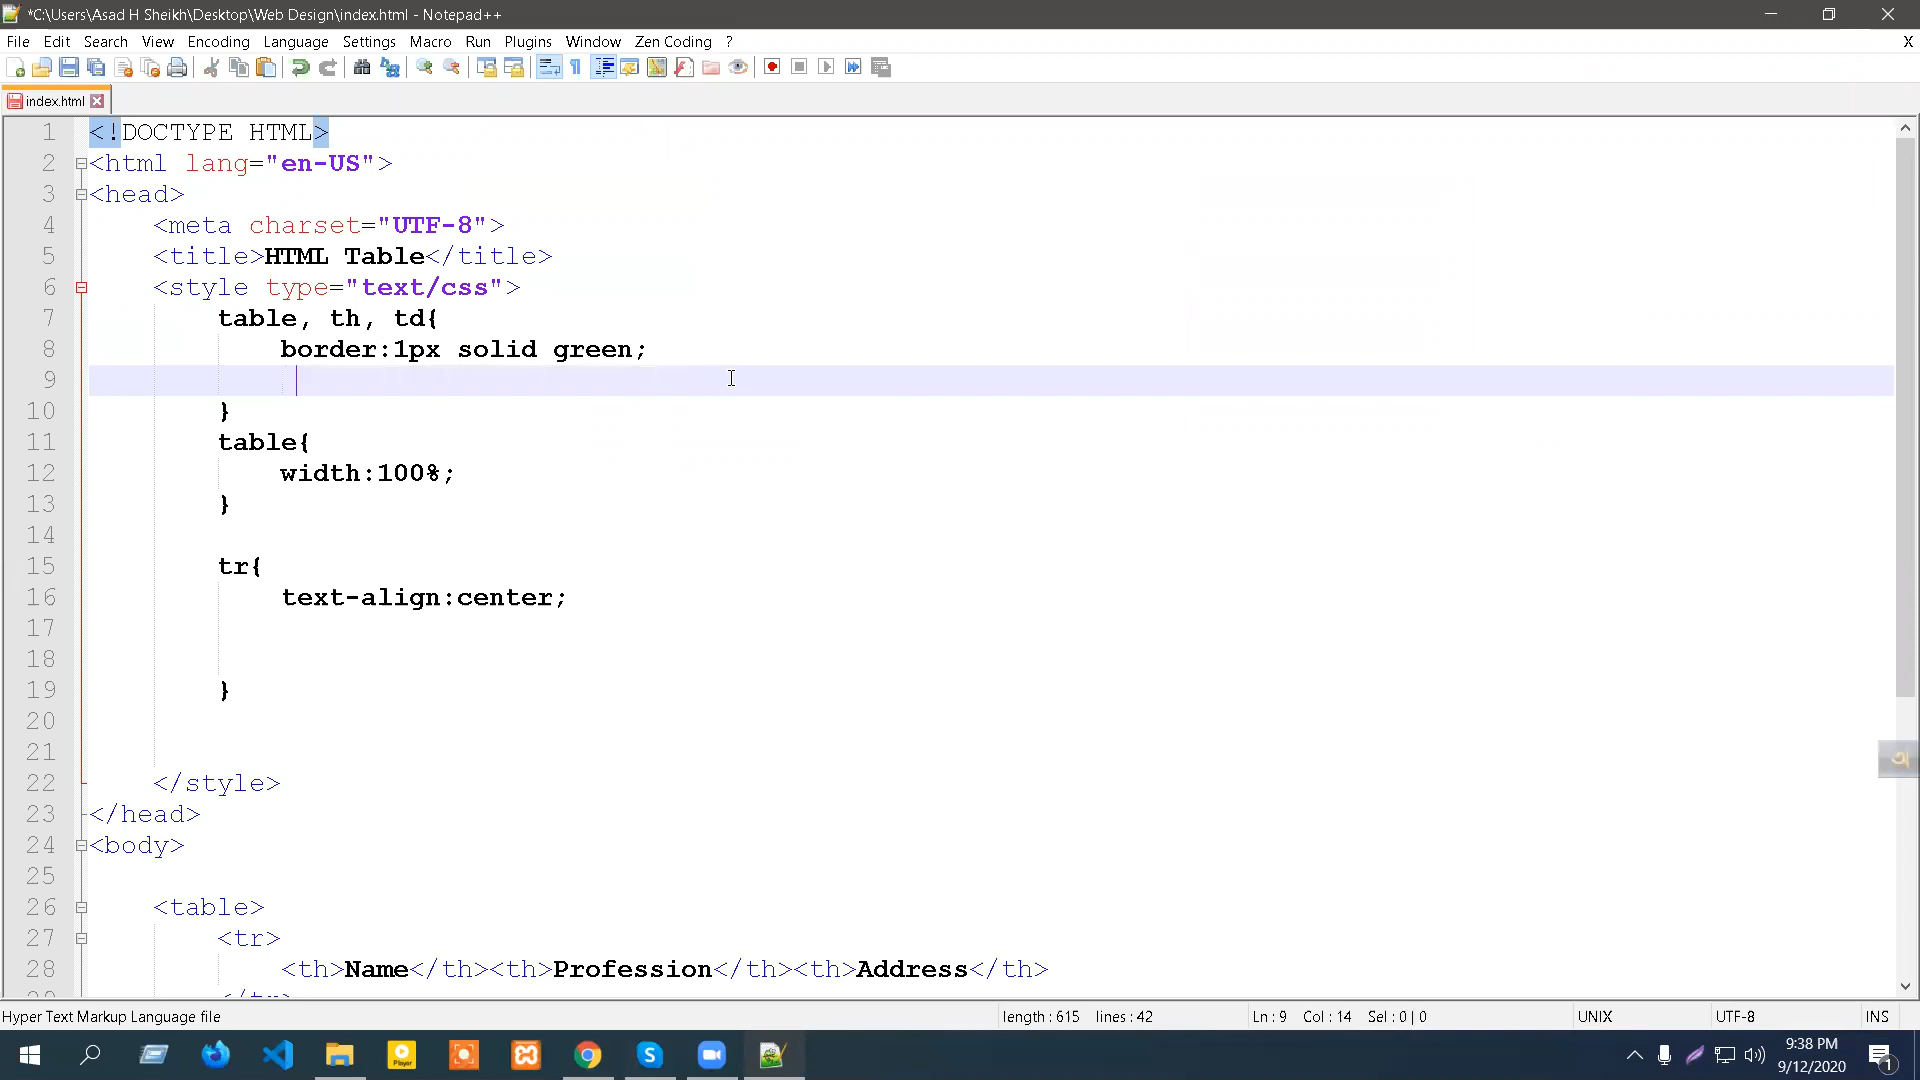 *C:\Users\Asad H Sheikh\Desktop\Web Design\index.html - Notepad++
File Edit Search View Encoding Language Settings Macro Run Plugins Window Zen Coding ? X
index.html
1 <!DOCTYPE HTML>
2 <html lang="en-US">
3 <head>
4 <meta charset="UTF-8">
5 <title>HTML Table</title>
6 <style type="text/css">
7 table, th, td{
8 border:1px solid green;
9
10 }
11 table{
12 width:100%;
13 }
14
15 tr{
16 text-align:center;
17
18
19 }
20
21
22 </style>
23 </head>
24 <body>
25
26 <table>
27 <tr>
28 <th>Name</th><th>Profession</th><th>Address</th>
29 </tr>
Hyper Text Markup Language file length : 615 lines : 42 Ln : 9 Col : 14 Sel : 0 | 0 UNIX UTF-8 INS
9:38 PM
9/12/2020
1